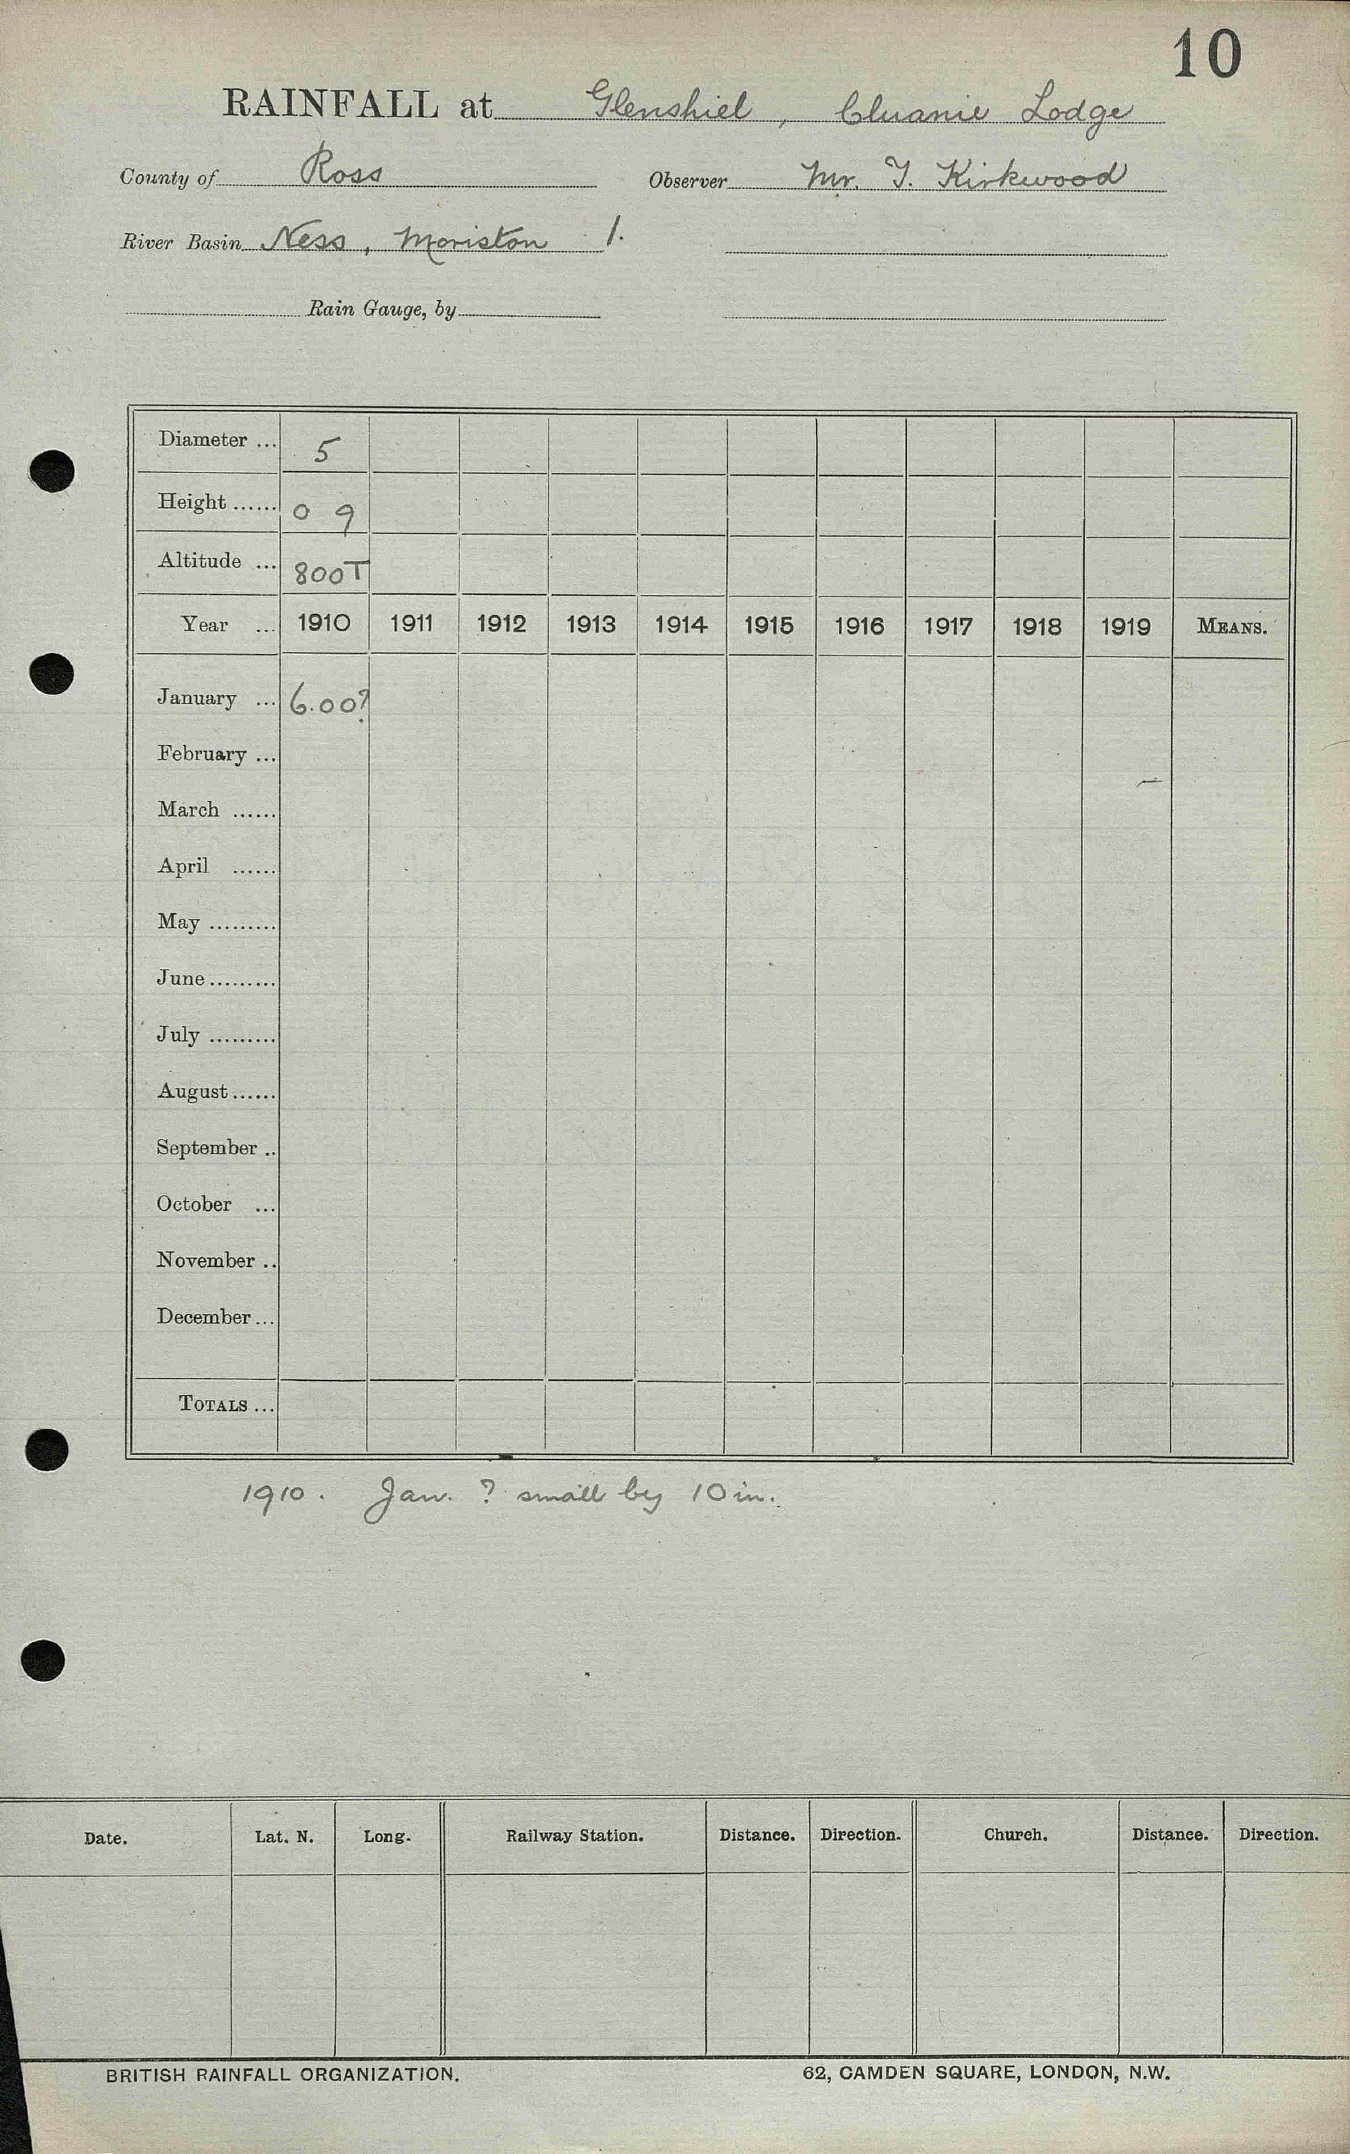 10
RAINFALL at Glenshiel, Cluanie Lodge
County of Ross Observer Mr. T. Kirkwood
River Basin Ness, Moriston 1.
Rain Gauge, by
Diameter ... 5
Height ...... 0 9
Altitude ... 800T
Year ... 1910 1911 1912 1913 1914 1915 1916 1917 1918 1919 MEANS.
January ... 6.00?
February ...
March ......
April ......
May .........
June .........
July .........
August ......
September ..
October ...
November ..
December ...
TOTALS ...
1910. Jan. ? small by 10 in.
Date. Lat. N. Long. Railway Station. Distance. Direction. Church. Distance. Direction.
BRITISH RAINFALL ORGANIZATION. 62, CAMDEN SQUARE, LONDON, N.W.